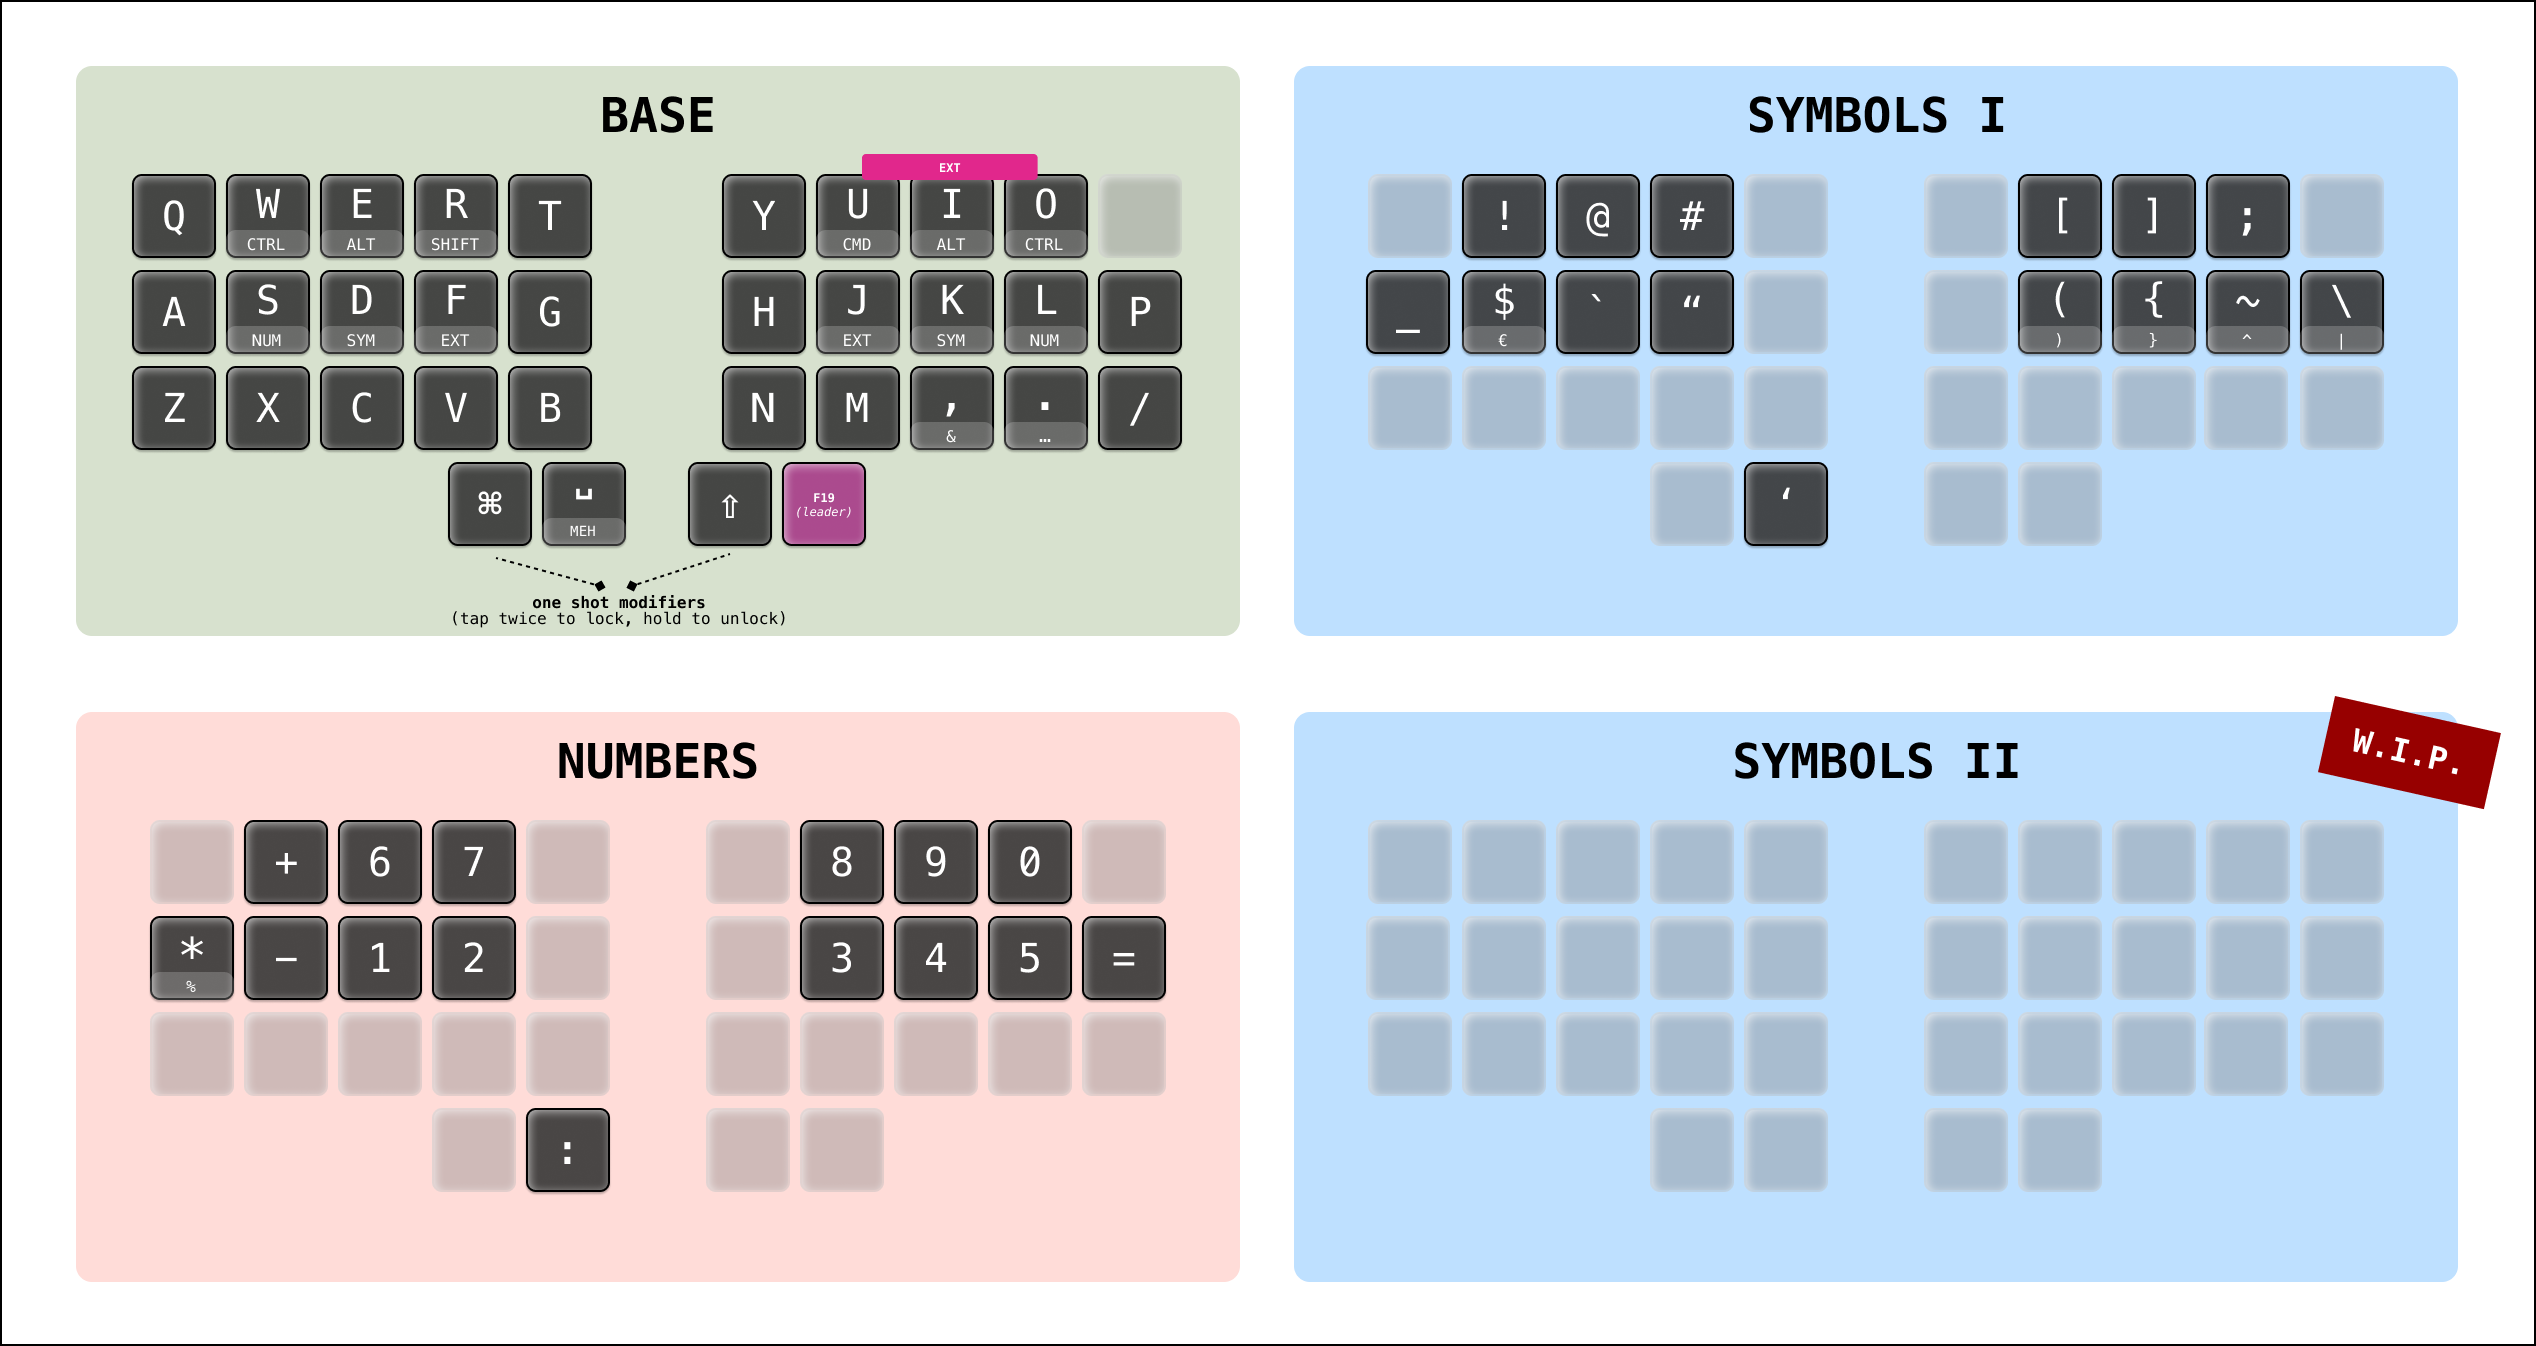 BASE
EXT
Q W E R T Y U I O
CTRL ALT SHIFT CMD ALT CTRL
A S D F G H J K L P
NUM SYM EXT EXT SYM NUM
Z X C V B N M , . /
& …
⌘ ␣ ⇧ F19
(leader)
MEH
one shot modifiers
(tap twice to lock, hold to unlock)
SYMBOLS I
! @ # [ ] ;
_ $ ` “ ( { ~ \
€ ) } ^ |
‘
NUMBERS
+ 6 7 8 9 0
* − 1 2 3 4 5 =
%
:
SYMBOLS II
W.I.P.